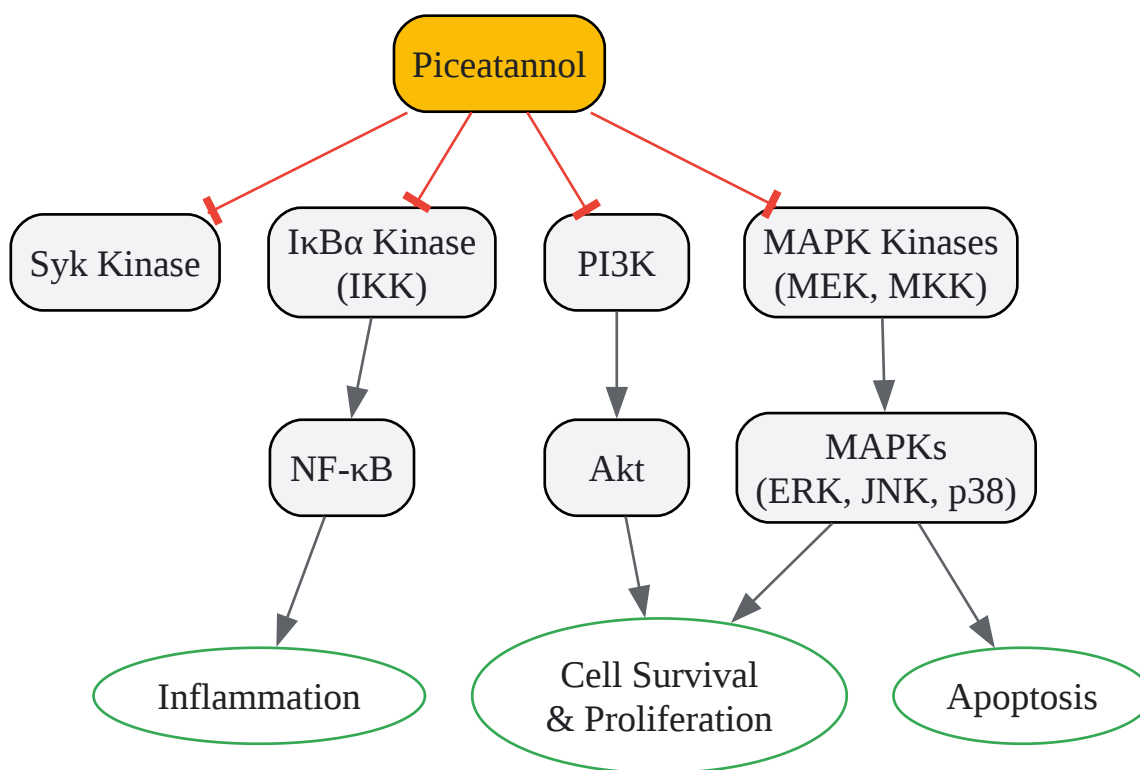 Piceatannol
Syk Kinase
IκBα Kinase
(IKK)
PI3K
MAPK Kinases
(MEK, MKK)
NF-κB
Akt
MAPKs
(ERK, JNK, p38)
Inflammation
Cell Survival
& Proliferation
Apoptosis